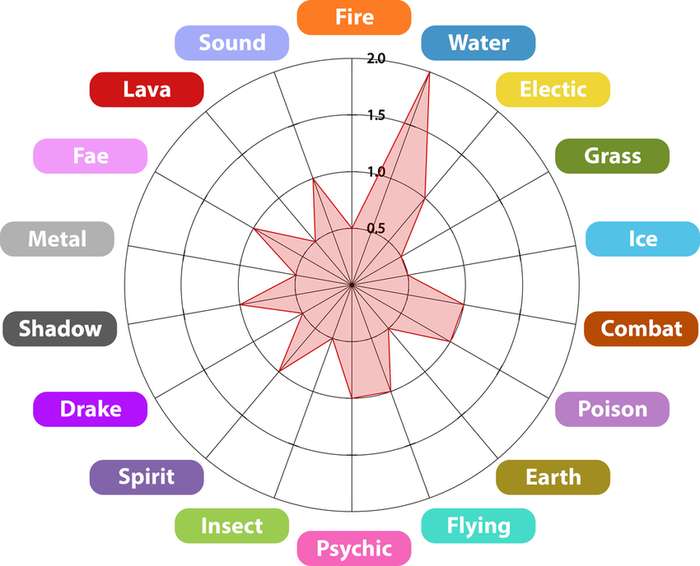 Fire
Sound
Water
2.0
Lava
Electic
1.5
Fae
Grass
1.0
0.5
Metal
Ice
Shadow
Combat
Drake
Poison
Spirit
Earth
Insect
Flying
Psychic